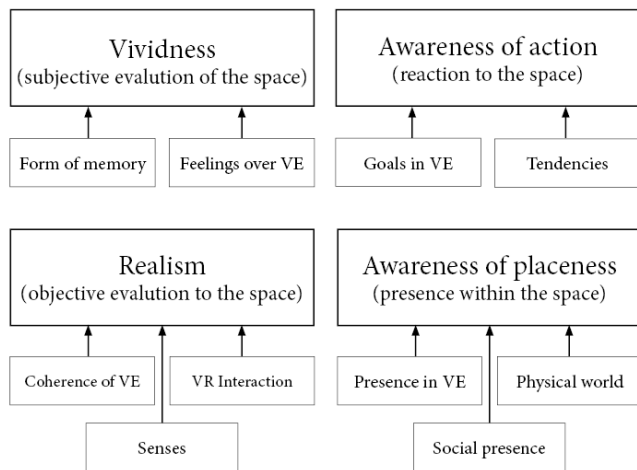 Vividness
(subjective evalution of the space)
Form of memory
Feelings over VE
Awareness of action
(reaction to the space)
Goals in VE
Tendencies
Realism
(objective evalution to the space)
Coherence of VE
VR Interaction
Senses
Awareness of placeness
(presence within the space)
Presence in VE
Physical world
Social presence